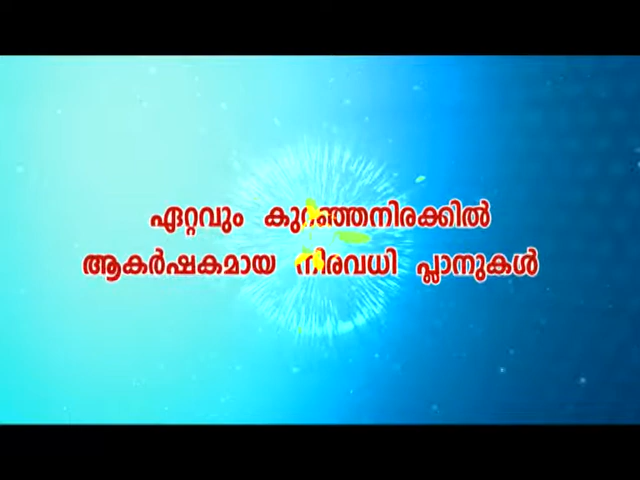 ഏറ്റവും കുറഞ്ഞനിരക്കിൽ
ആകർഷകമായ നിരവധി പ്ലാനുകൾ